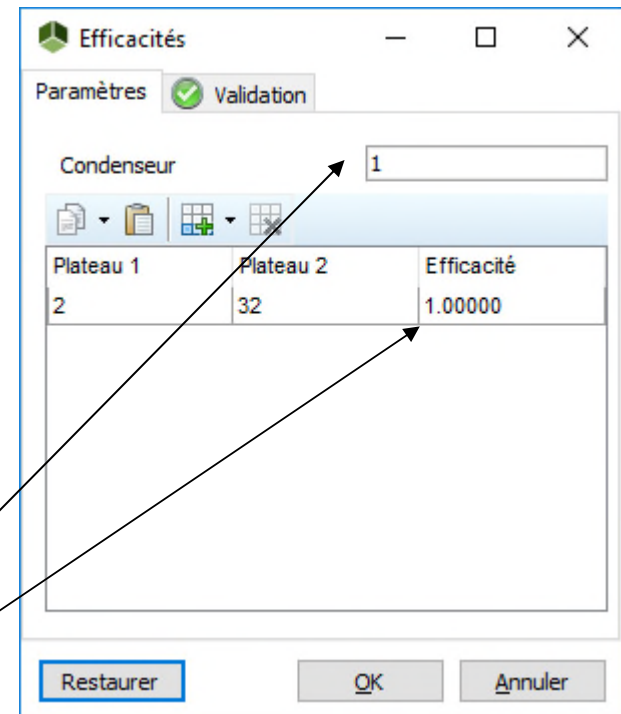 Efficacités
Paramètres Validation
Condenseur 1
Plateau 1 Plateau 2 Efficacité
2 32 1.00000
Restaurer OK Annuler